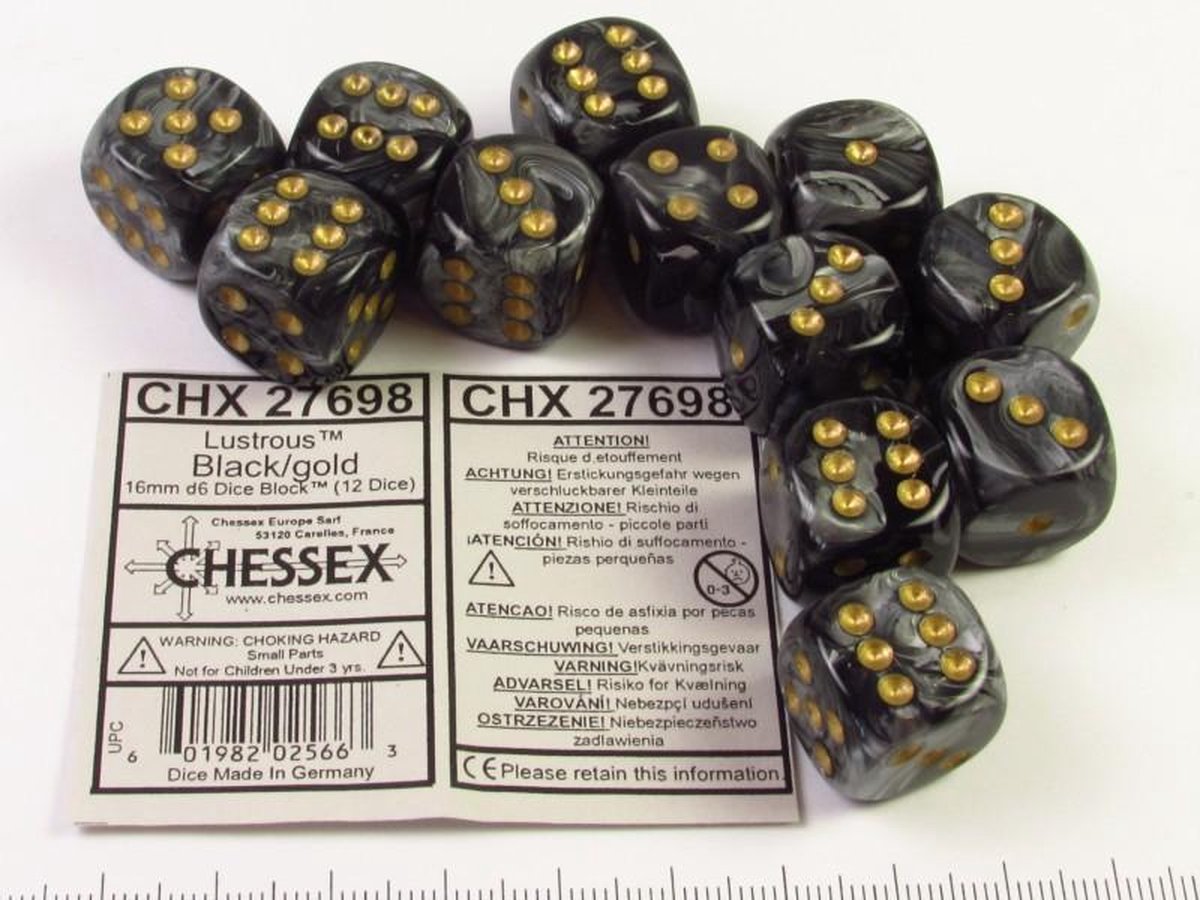 CHX 27698
Lustrous™
Black/gold
16mm d6 Dice Block™ (12 Dice)
Chessex Europe Sarl
53120 Carelles, France
CHESSEX
www.chessex.com
WARNING: CHOKING HAZARD
Small Parts
Not for Children Under 3 yrs.
UPC
6 01982 02566 3
Dice Made In Germany
CHX 27698
ATTENTION!
Risque d,etouffement
ACHTUNG! Erstickungsgefahr wegen
verschluckbarer Kleinteile
ATTENZIONE! Rischio di
soffocamento - piccole parti
¡ATENCIÓN! Rishio di suffocamento -
piezas perqueñas
0-3
ATENCAO! Risco de asfixia por pecas
pequenas
VAARSCHUWING! Verstikkingsgevaar
VARNING!Kvävningsrisk
ADVARSEL! Risiko for Kvælning
VAROVÁNÍ! Nebezpçí udušení
OSTRZEZENIE! Niebezpieczeñstwo
zadlawienia
CE Please retain this information.